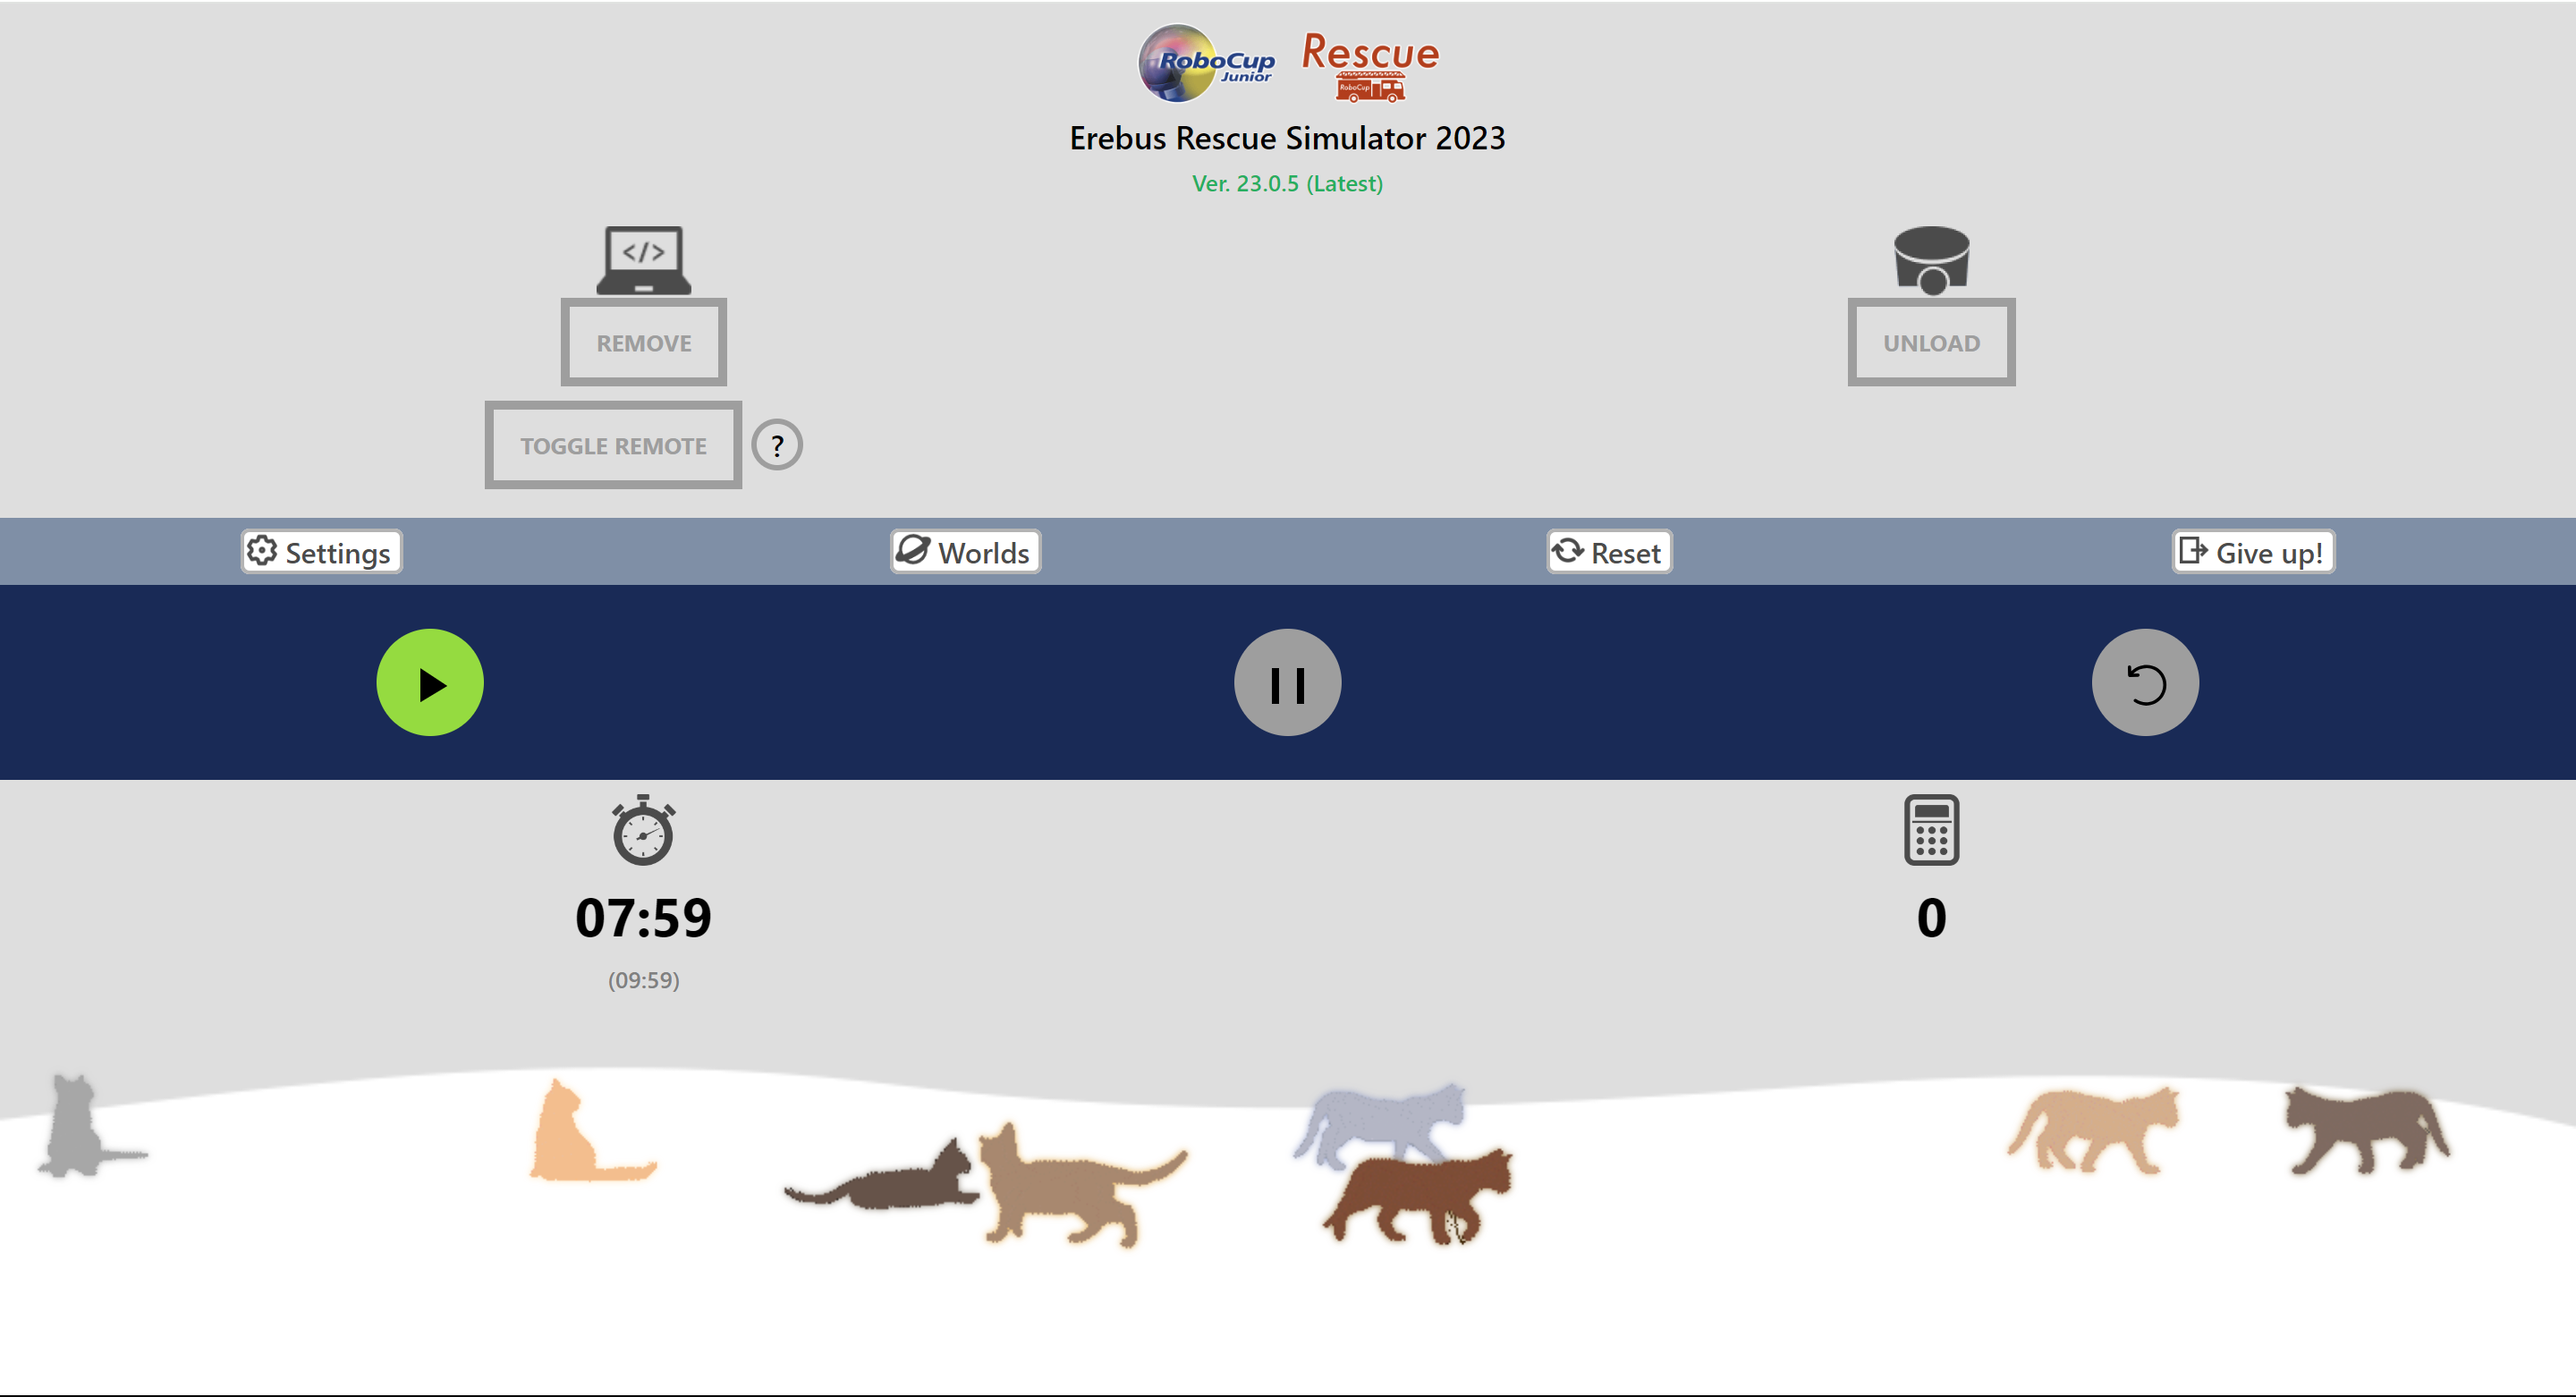 RoboCup
Junior
Rescue
RoboCup
Erebus Rescue Simulator 2023
Ver. 23.0.5 (Latest)
</>
REMOVE
UNLOAD
TOGGLE REMOTE
?
Settings
Worlds
Reset
Give up!
07:59
0
(09:59)